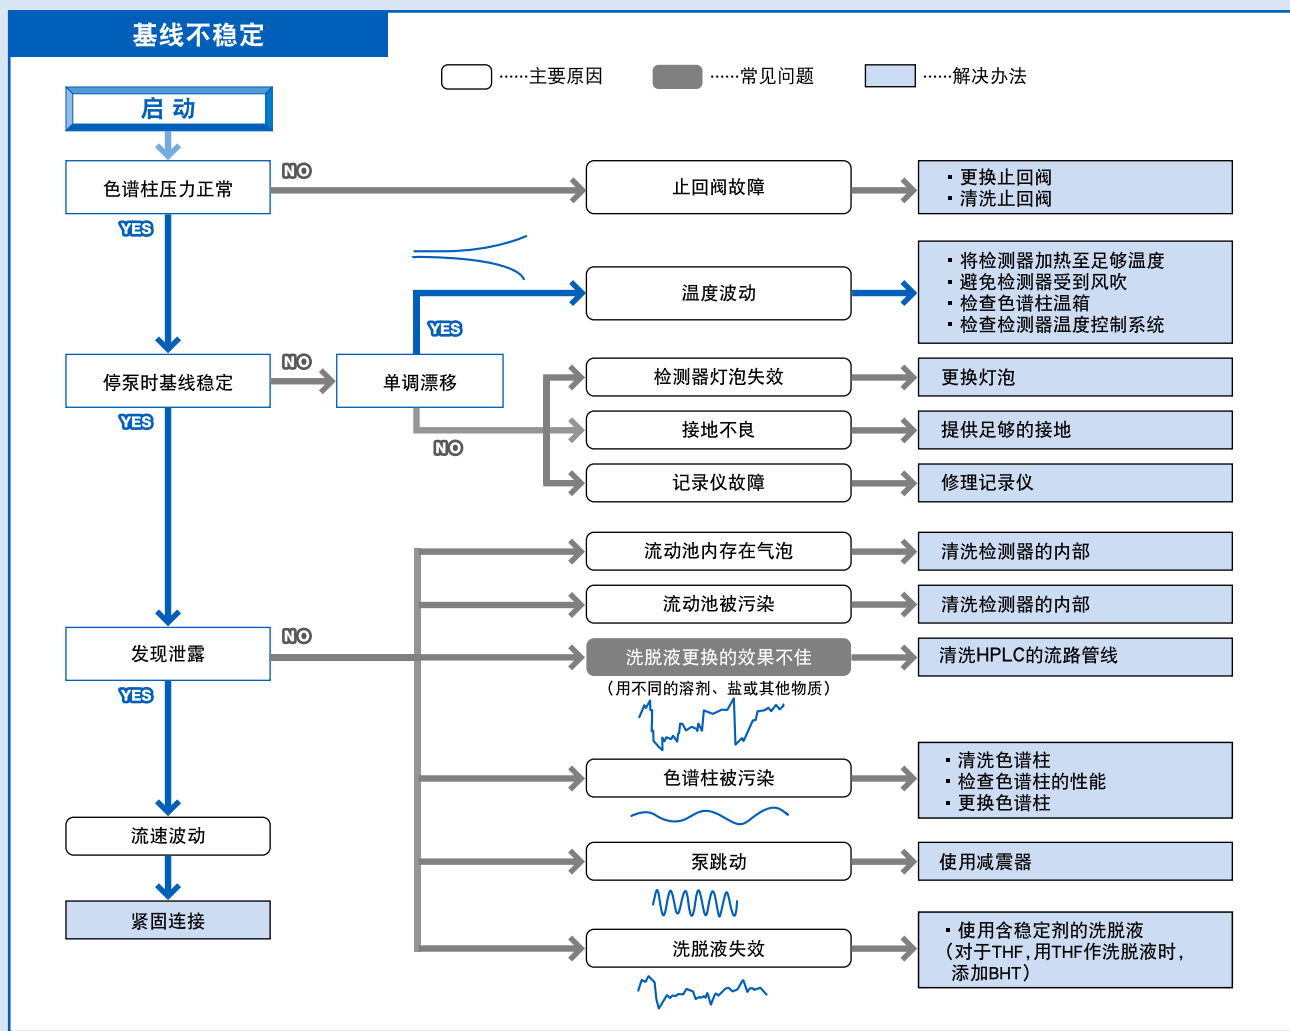 基线不稳定
······主要原因
······常见问题
······解决办法
启 动
色谱柱压力正常
NO
止回阀故障
· 更换止回阀
· 清洗止回阀
YES
温度波动
· 将检测器加热至足够温度
· 避免检测器受到风吹
· 检查色谱柱温箱
· 检查检测器温度控制系统
YES
停泵时基线稳定
NO
单调漂移
检测器灯泡失效
更换灯泡
YES
NO
接地不良
提供足够的接地
记录仪故障
修理记录仪
流动池内存在气泡
清洗检测器的内部
流动池被污染
清洗检测器的内部
发现泄露
NO
洗脱液更换的效果不佳
清洗HPLC的流路管线
（用不同的溶剂、盐或其他物质）
YES
色谱柱被污染
· 清洗色谱柱
· 检查色谱柱的性能
· 更换色谱柱
流速波动
泵跳动
使用减震器
紧固连接
洗脱液失效
· 使用含稳定剂的洗脱液
（对于THF,用THF作洗脱液时,
添加BHT）